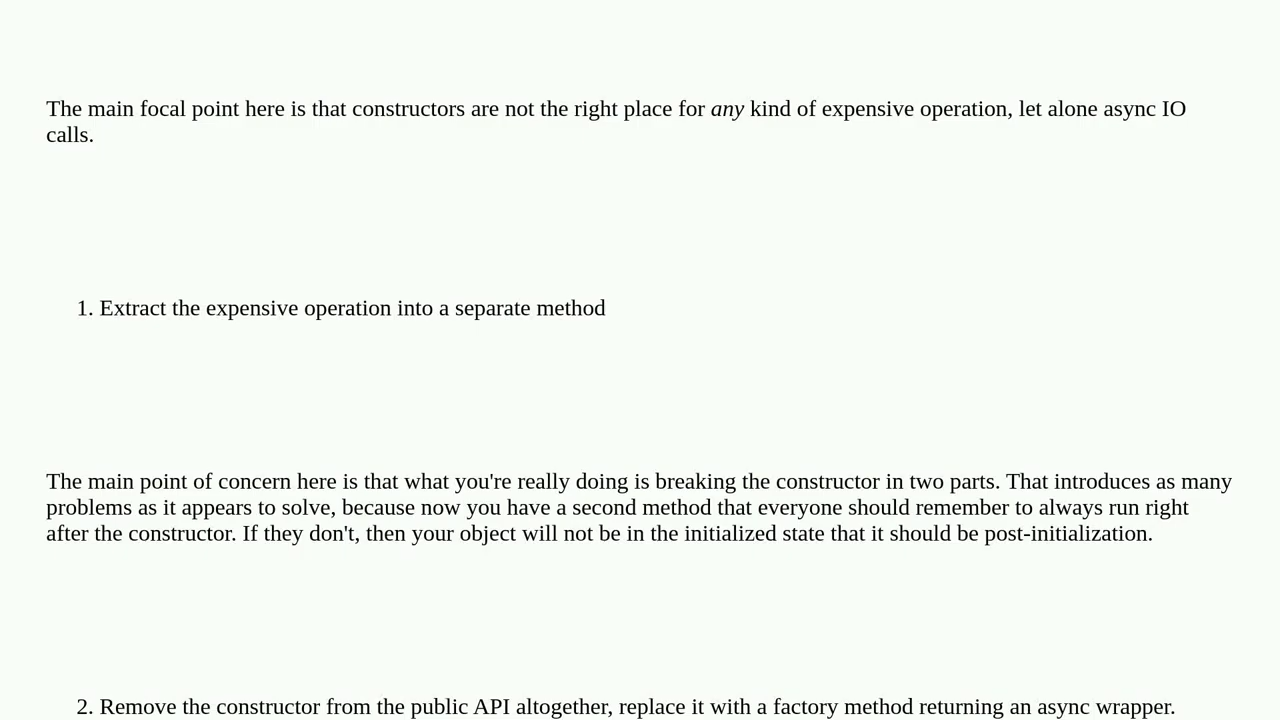 The main focal point here is that constructors are not the right place for any kind of expensive operation, let alone async IO
calls.
1. Extract the expensive operation into a separate method
The main point of concern here is that what you're really doing is breaking the constructor in two parts. That introduces as many
problems as it appears to solve, because now you have a second method that everyone should remember to always run right
after the constructor. If they don't, then your object will not be in the initialized state that it should be post-initialization.
2. Remove the constructor from the public API altogether, replace it with a factory method returning an async wrapper.